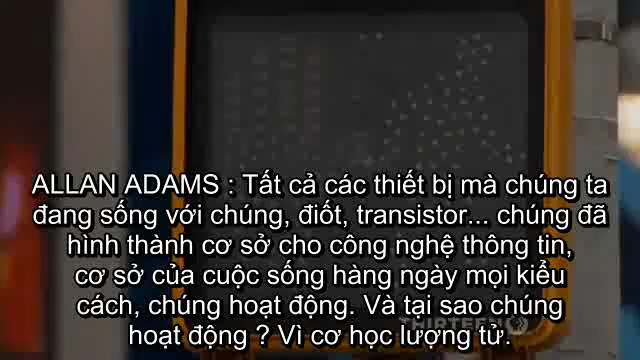 ALLAN ADAMS : Tất cả các thiết bị mà chúng ta
đang sống với chúng, điốt, transistor... chúng đã
hình thành cơ sở cho công nghệ thông tin,
cơ sở của cuộc sống hàng ngày mọi kiểu
cách, chúng hoạt động. Và tại sao chúng
hoạt động ? Vì cơ học lượng tử.
THIRTEEN